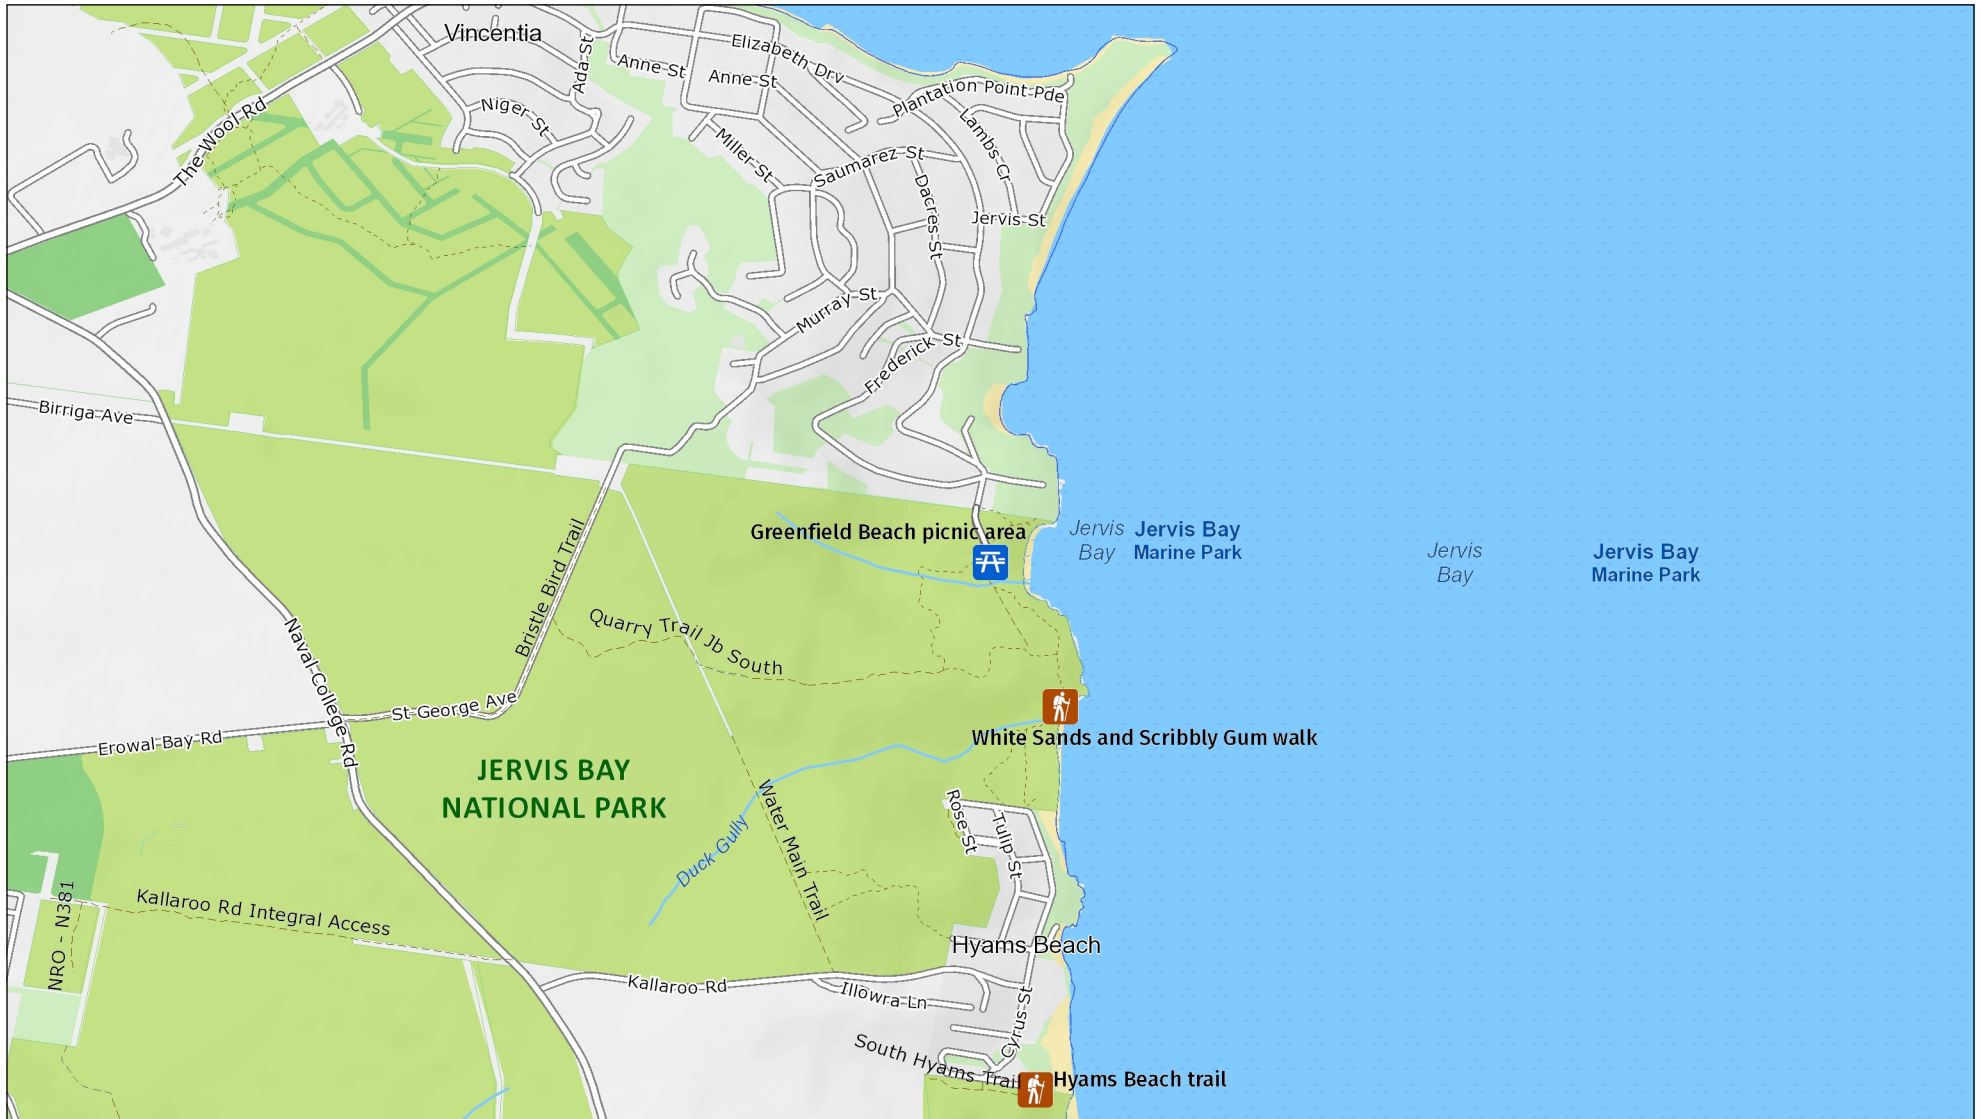 Vincentia
Elizabeth Drv
Ada St
Anne St
Anne St
Plantation Point Pde
Niger St
The Wool Rd
Lambs Cr
Miller St
Saumarez St
Dacres St
Jervis St
Murray St
Frederick St
Birriga Ave
Greenfield Beach picnic area
Jervis
Bay
Jervis Bay
Marine Park
Jervis
Bay
Jervis Bay
Marine Park
Bristle Bird Trail
Quarry Trail Jb South
Naval College Rd
St George Ave
Erowal Bay Rd
White Sands and Scribbly Gum walk
JERVIS BAY
NATIONAL PARK
Water Main Trail
Rose St
Tulip St
Duck Gully
NRO - N381
Kallaroo Rd Integral Access
Hyams Beach
Kallaroo Rd
Illowra Ln
Cyrus St
South Hyams Trail
Hyams Beach trail